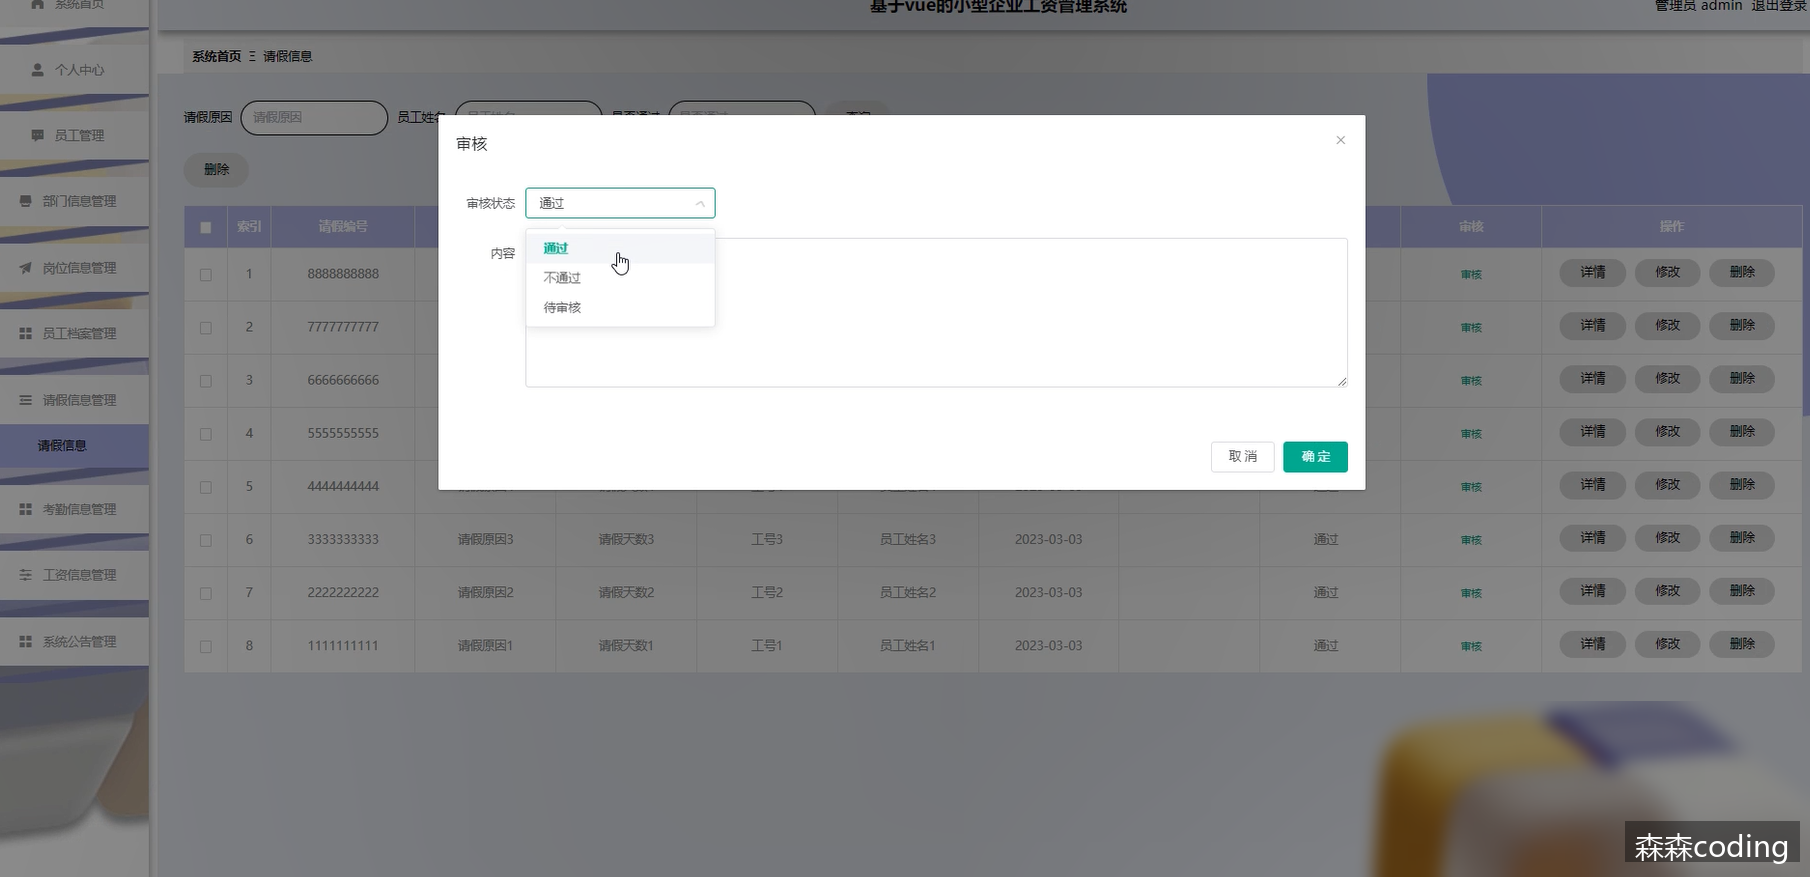 系统首页
基于vue的小型企业工资管理系统
管理员 admin 退出登录
系统首页 Ξ 请假信息
个人中心
员工管理
部门信息管理
岗位信息管理
员工档案管理
请假信息管理
请假信息
考勤信息管理
工资信息管理
系统公告管理
请假原因 请假原因 员工姓名
删除
审核
×
审核状态 通过
通过
不通过
待审核
内容
取消 确定
索引 请假编号 审核 操作
1 8888888888 审核 详情 修改 删除
2 7777777777 审核 详情 修改 删除
3 6666666666 审核 详情 修改 删除
4 5555555555 审核 详情 修改 删除
5 4444444444 审核 详情 修改 删除
6 3333333333 请假原因3 请假天数3 工号3 员工姓名3 2023-03-03 通过 审核 详情 修改 删除
7 2222222222 请假原因2 请假天数2 工号2 员工姓名2 2023-03-03 通过 审核 详情 修改 删除
8 1111111111 请假原因1 请假天数1 工号1 员工姓名1 2023-03-03 通过 审核 详情 修改 删除
森森coding